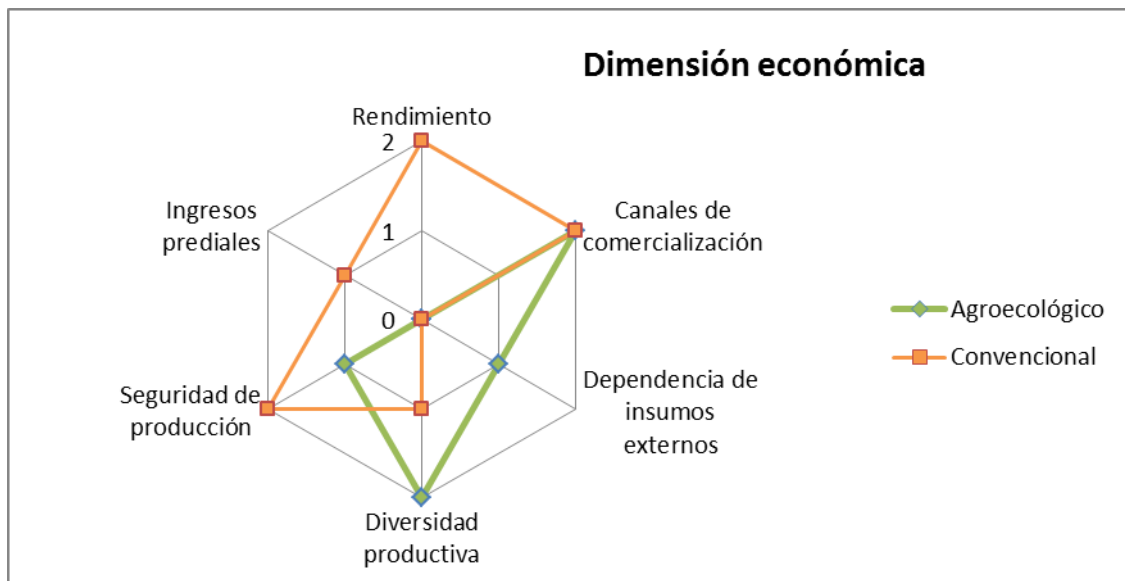 Dimensión económica
Rendimiento
2
1
0
Canales de
comercialización
Dependencia de
insumos
externos
Diversidad
productiva
Seguridad de
producción
Ingresos
prediales
Agroecológico
Convencional